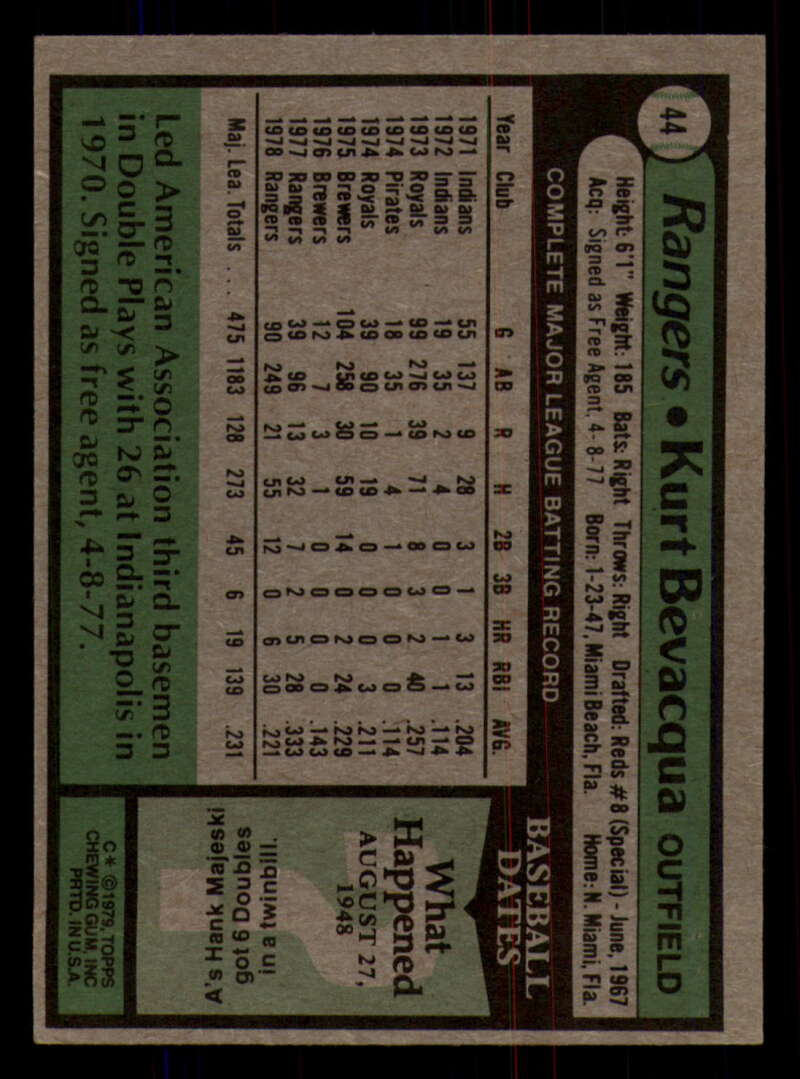 44
Rangers • Kurt Bevacqua OUTFIELD
Height: 6'1" Weight: 185 Bats: Right Throws: Right Drafted: Reds #8 (Special) - June, 1967
Acq: Signed as Free Agent, 4-8-77 Born: 1-23-47, Miami Beach, Fla. Home: N. Miami, Fla.
COMPLETE MAJOR LEAGUE BATTING RECORD
Year Club G AB R H 2B 3B HR RBI AVG.
1971 Indians 55 137 9 28 3 1 3 13 .204
1972 Indians 19 35 2 4 0 0 1 1 .114
1973 Royals 99 276 39 71 8 3 2 40 .257
1974 Pirates 18 35 1 4 1 0 0 0 .114
1974 Royals 39 90 10 19 0 0 0 3 .211
1975 Brewers 104 258 30 59 14 0 2 24 .229
1976 Brewers 12 7 3 1 0 0 0 0 .143
1977 Rangers 39 96 13 32 7 2 5 28 .333
1978 Rangers 90 249 21 55 12 0 6 30 .221
Maj. Lea. Totals . . . 475 1183 128 273 45 6 19 139 .231
Led American Association third basemen
in Double Plays with 26 at Indianapolis in
1970. Signed as free agent, 4-8-77.
BASEBALL
DATES
What
Happened
AUGUST 27,
1948
A's Hank Majeski
got 6 Doubles
in a twinbill.
C* ©1979, TOPPS
CHEWING GUM, INC
PRTD. IN U.S.A.